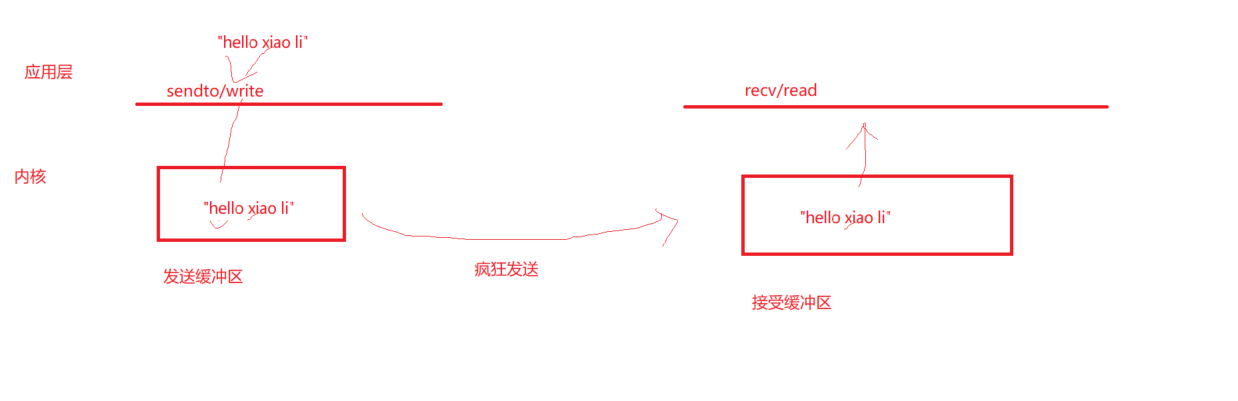 "hello xiao li"
应用层
sendto/write
recv/read
内核
"hello xiao li"
"hello xiao li"
疯狂发送
发送缓冲区
接受缓冲区